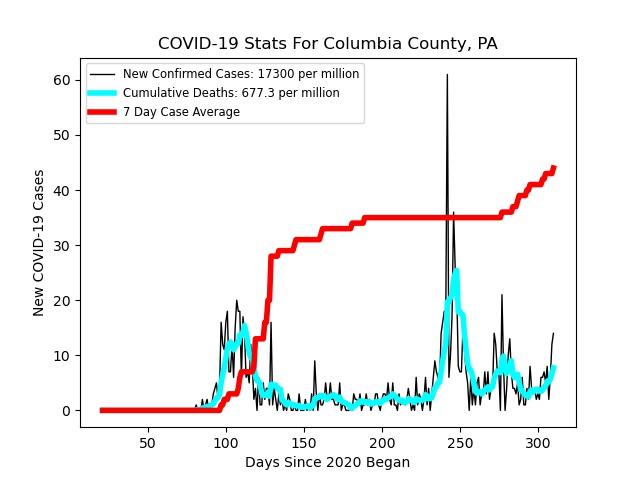 COVID-19 Stats For Columbia County, PA
New Confirmed Cases: 17300 per million
Cumulative Deaths: 677.3 per million
7 Day Case Average
New COVID-19 Cases
60
50
40
30
20
10
0
50 100 150 200 250 300
Days Since 2020 Began